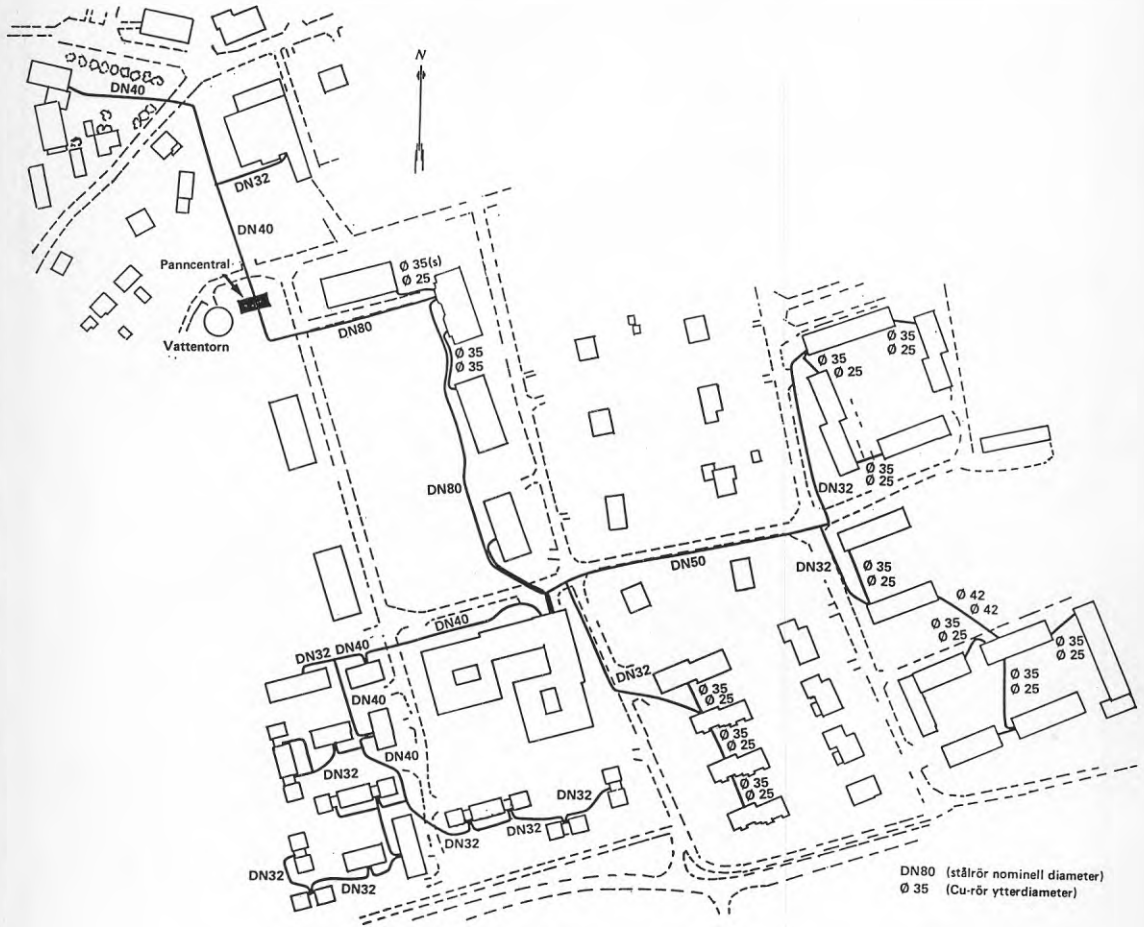 N
DN40
DN32
DN40
Panncentral
Vattentorn
Ø 35(s)
Ø 25
DN80
Ø 35
Ø 35
Ø 35
Ø 25
Ø 35
Ø 25
Ø 35
Ø 25
DN80
DN32
DN50
DN32
Ø 35
Ø 25
Ø 42
Ø 42
Ø 35
Ø 25
Ø 35
Ø 25
Ø 35
Ø 25
DN40
DN32
DN40
DN40
DN32
DN40
DN32
Ø 35
Ø 25
Ø 35
Ø 25
Ø 35
Ø 25
DN32
DN32
DN32
DN32
DN32
DN80 (stålrör nominell diameter)
Ø 35 (Cu-rör ytterdiameter)